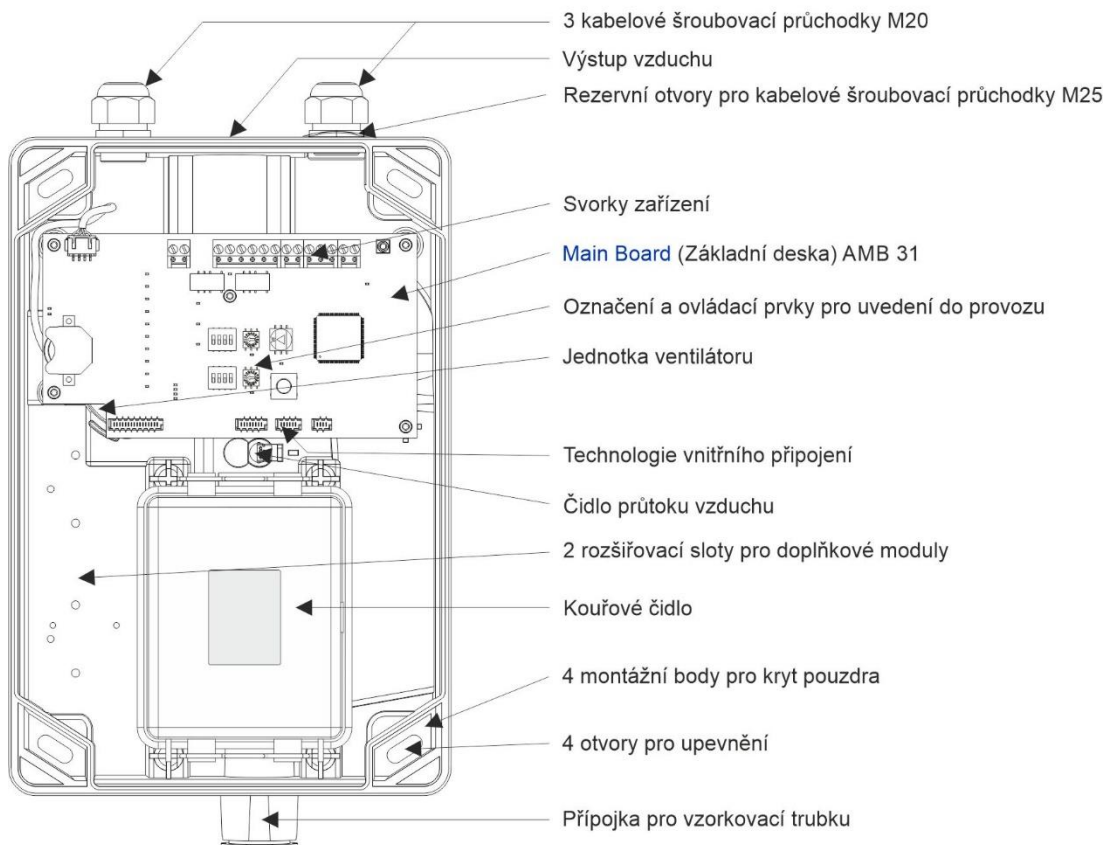 3 kabelové šroubovací průchodky M20
Výstup vzduchu
Rezervní otvory pro kabelové šroubovací průchodky M25
Svorky zařízení
Main Board (Základní deska) AMB 31
Označení a ovládací prvky pro uvedení do provozu
Jednotka ventilátoru
Technologie vnitřního připojení
Čidlo průtoku vzduchu
2 rozšiřovací sloty pro doplňkové moduly
Kouřové čidlo
4 montážní body pro kryt pouzdra
4 otvory pro upevnění
Přípojka pro vzorkovací trubku